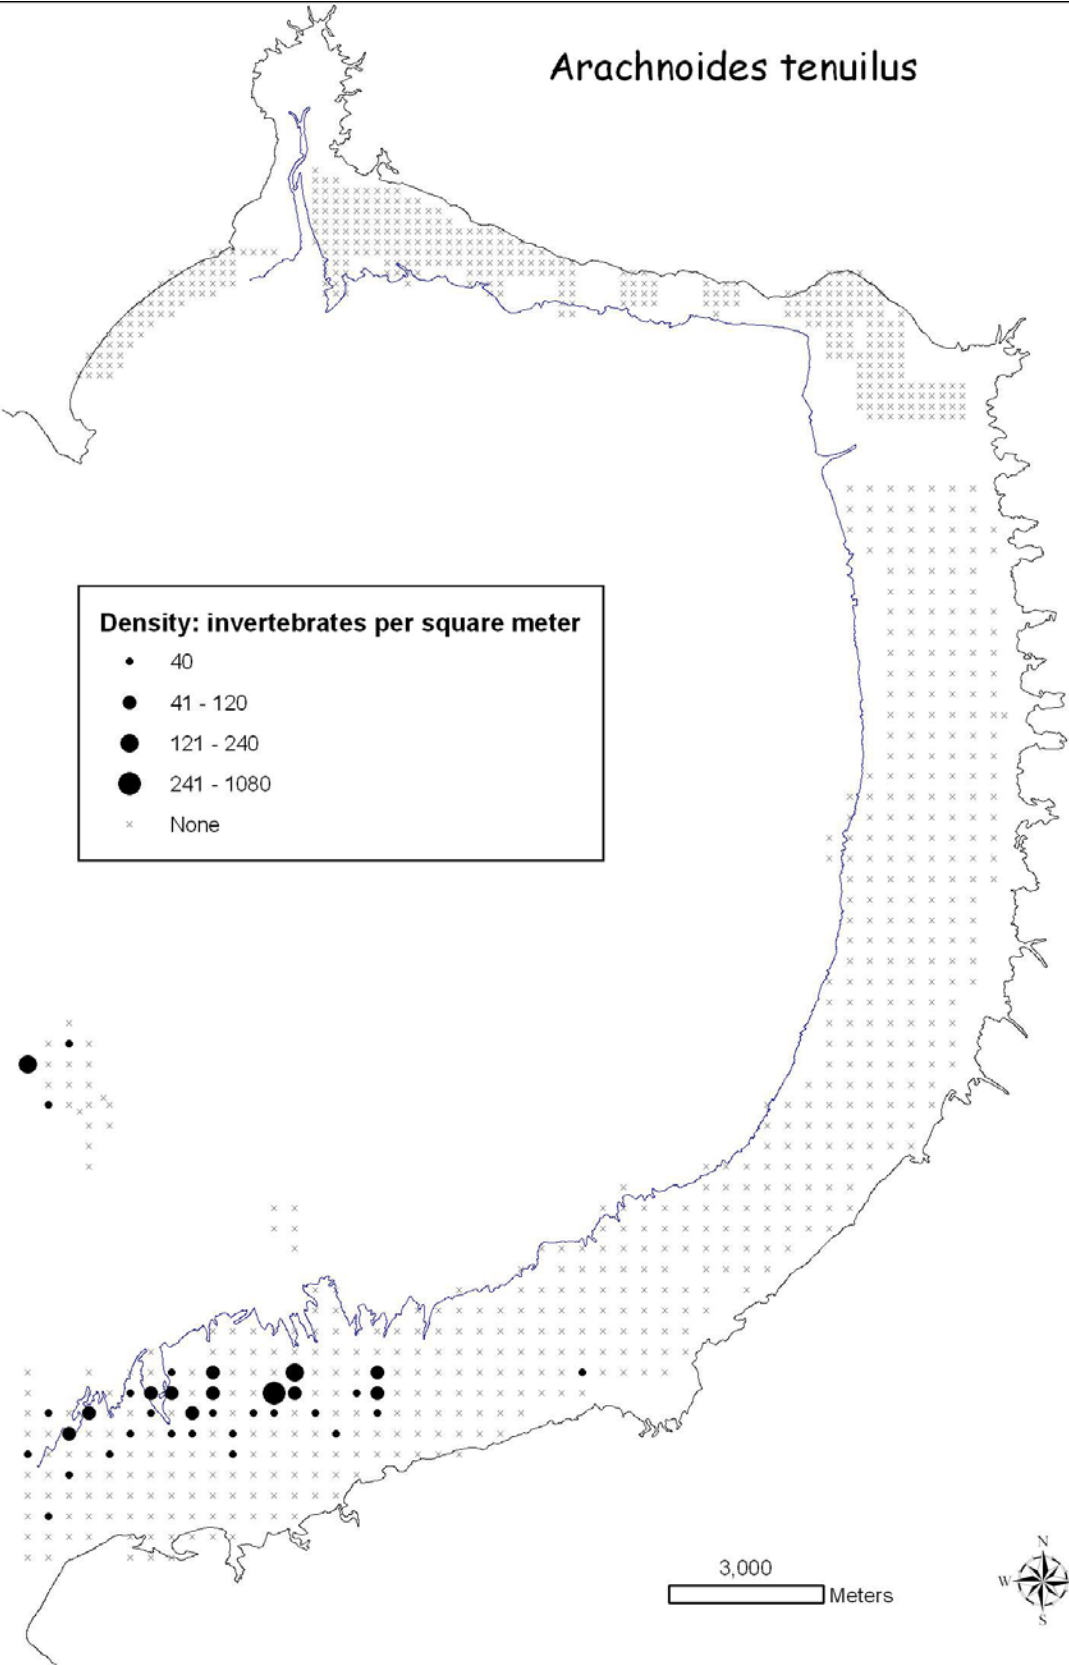 Arachnoides tenuilus
Density: invertebrates per square meter
40
41 - 120
121 - 240
241 - 1080
None
3,000
Meters
N
W
S